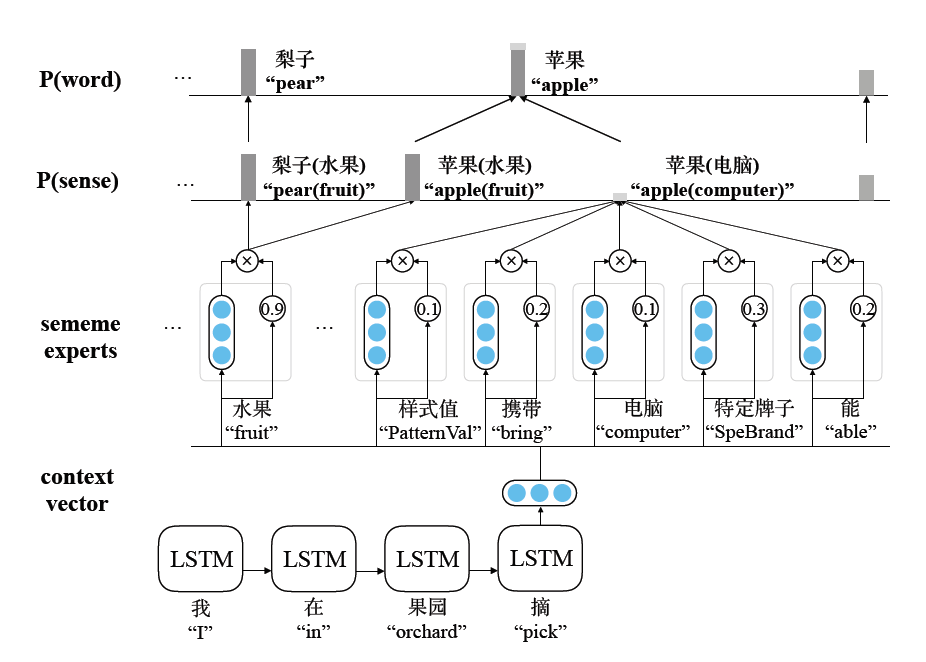 P(word)
...
梨子
“pear”
苹果
“apple”
P(sense)
...
梨子(水果)
“pear(fruit)”
苹果(水果)
“apple(fruit)”
苹果(电脑)
“apple(computer)”
×
×
×
×
×
×
sememe
experts
...
0.9
...
0.1
0.2
0.1
0.3
0.2
水果
“fruit”
样式值
“PatternVal”
携带
“bring”
电脑
“computer”
特定牌子
“SpeBrand”
能
“able”
context
vector
LSTM
LSTM
LSTM
LSTM
我
“I”
在
“in”
果园
“orchard”
摘
“pick”